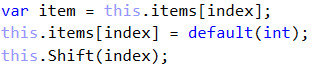 var item = this.items[index];
this.items[index] = default(int);
this.Shift(index);